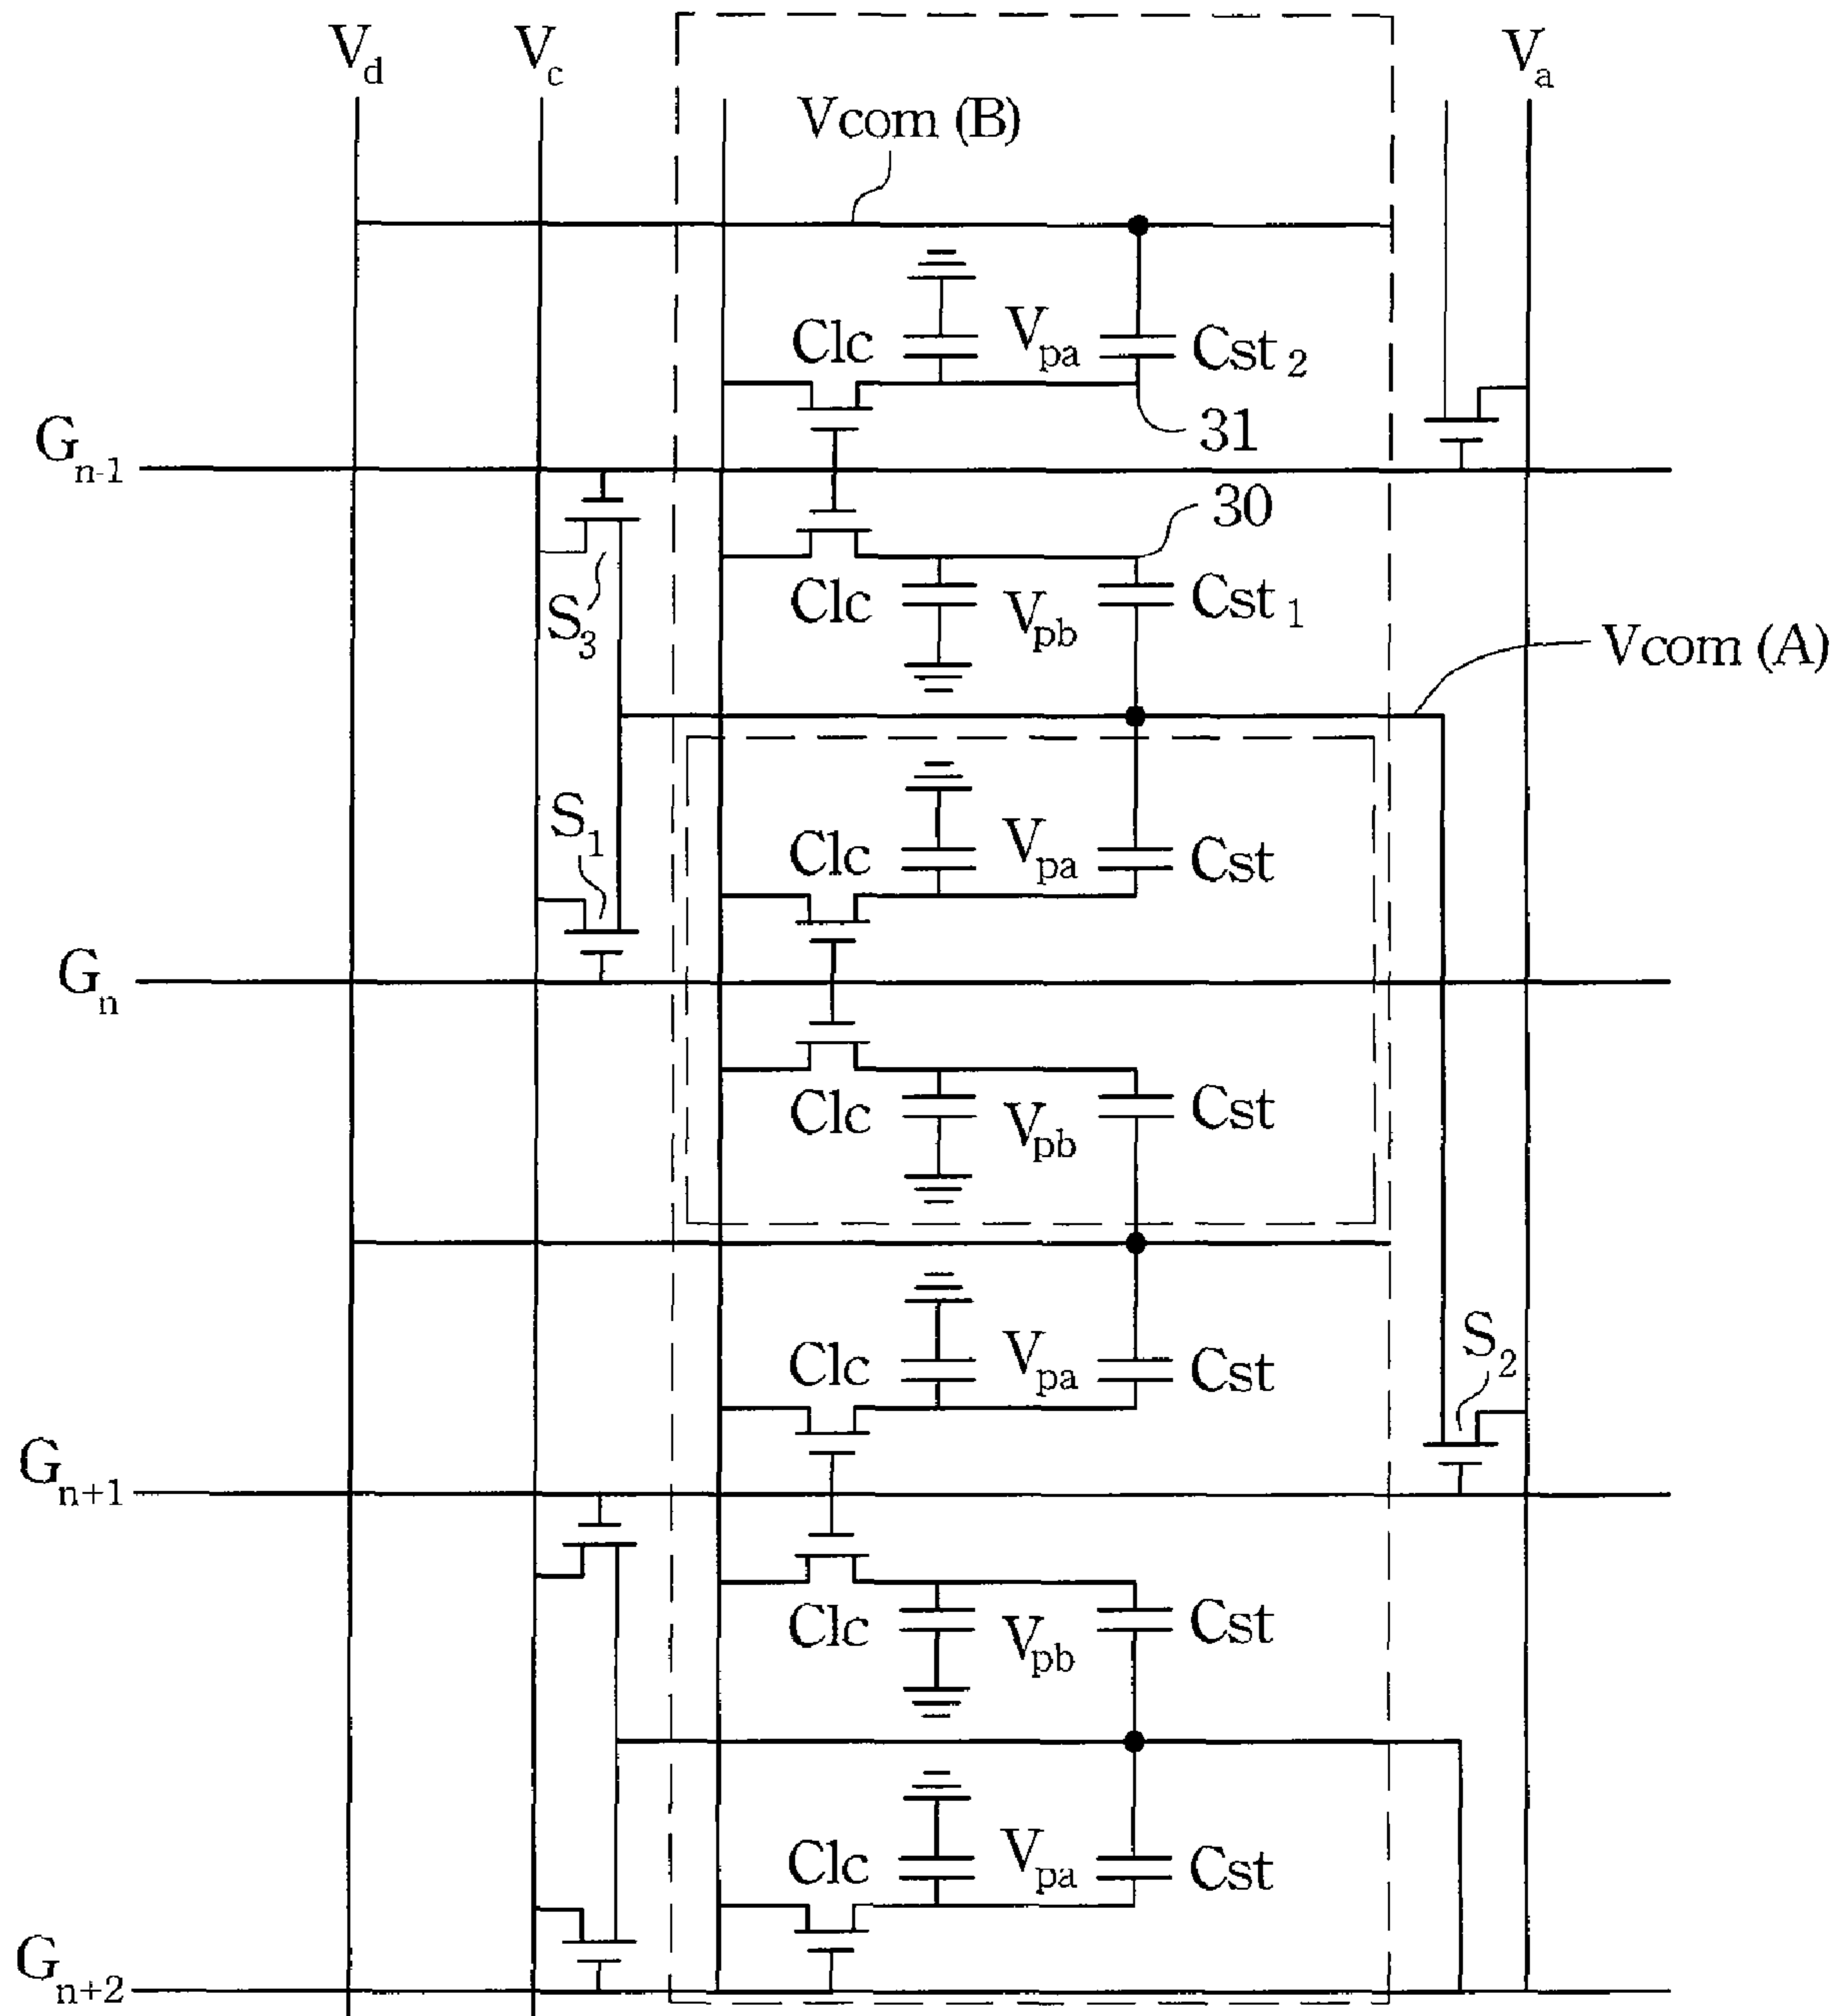 Vd Vc Va
Vcom (B)
Clc Vpa Cst2
31
Gn-1
30
S3 Clc Vpb Cst1
Vcom (A)
S1 Clc Vpa Cst
Gn
Clc Vpb Cst
Clc Vpa Cst S2
Gn+1
Clc Vpb Cst
Clc Vpa Cst
Gn+2